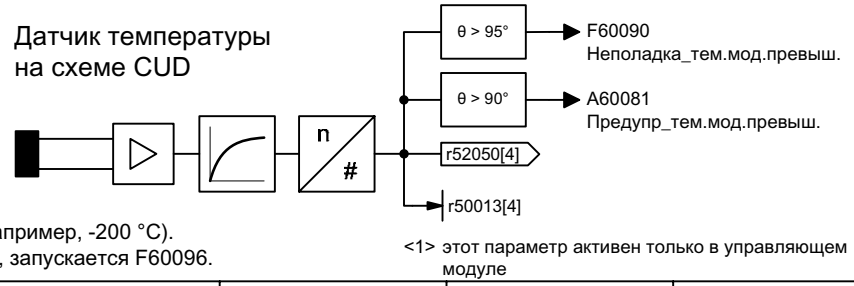 Датчик температуры
на схеме CUD
θ > 95°
F60090
Неполадка_тем.мод.превыш.
θ > 90°
A60081
Предупр_тем.мод.превыш.
n
#
r52050[4]
r50013[4]
апример, -200 °C).
, запускается F60096.
<1> этот параметр активен только в управляющем
модуле